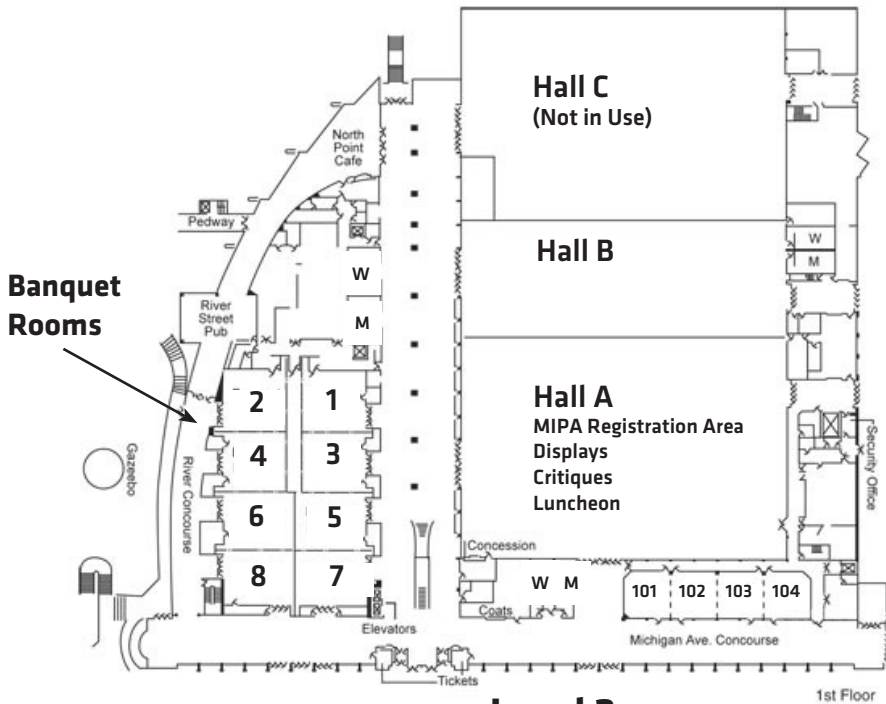 Hall C
(Not in Use)
North
Point
Cafe
Pedway
W
M
Hall B
W
M
Banquet
Rooms
River
Street
Pub
2
1
Hall A
MIPA Registration Area
Displays
Critiques
Luncheon
4
3
Gazeebo
River Concourse
Security Office
6
5
8
7
Concession
W M
101
102
103
104
Coats
Elevators
Michigan Ave. Concourse
Tickets
1st Floor